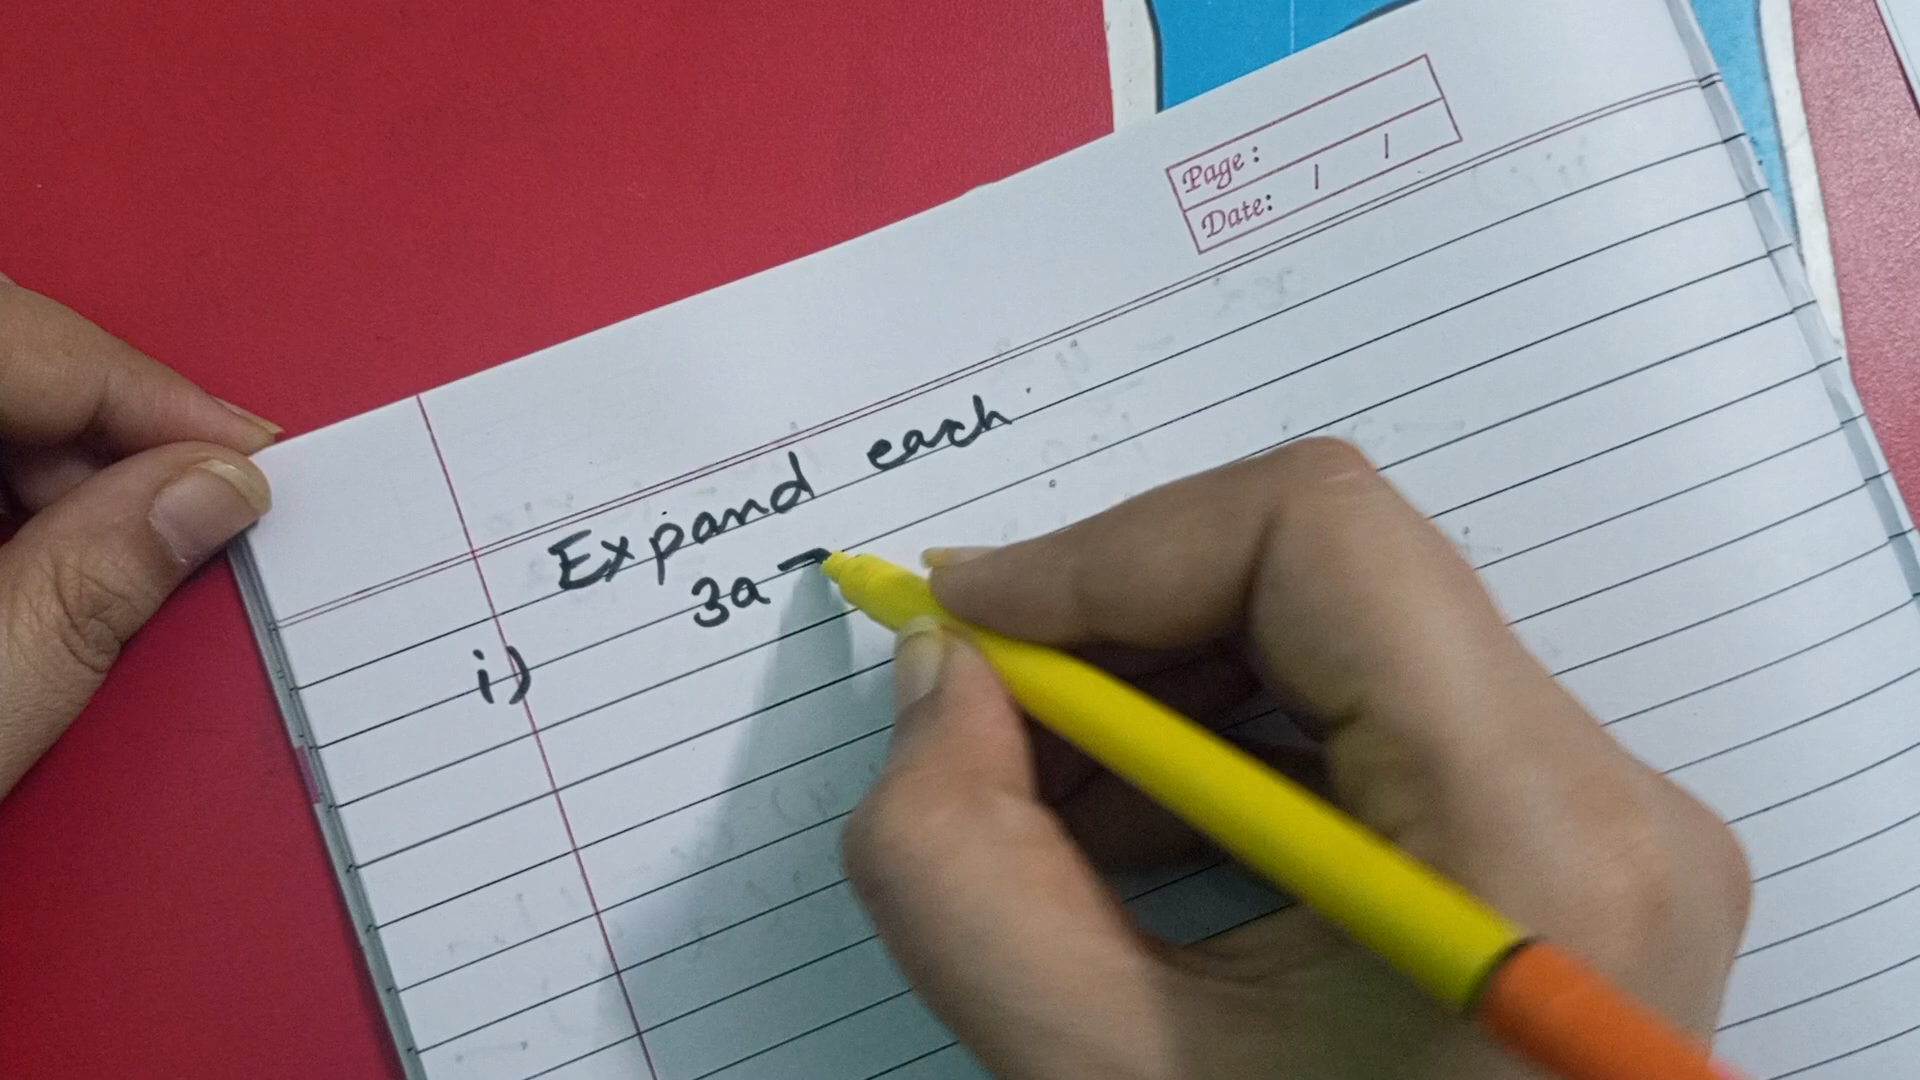 Page:
Date: / /
Expand each.
3a -
i)